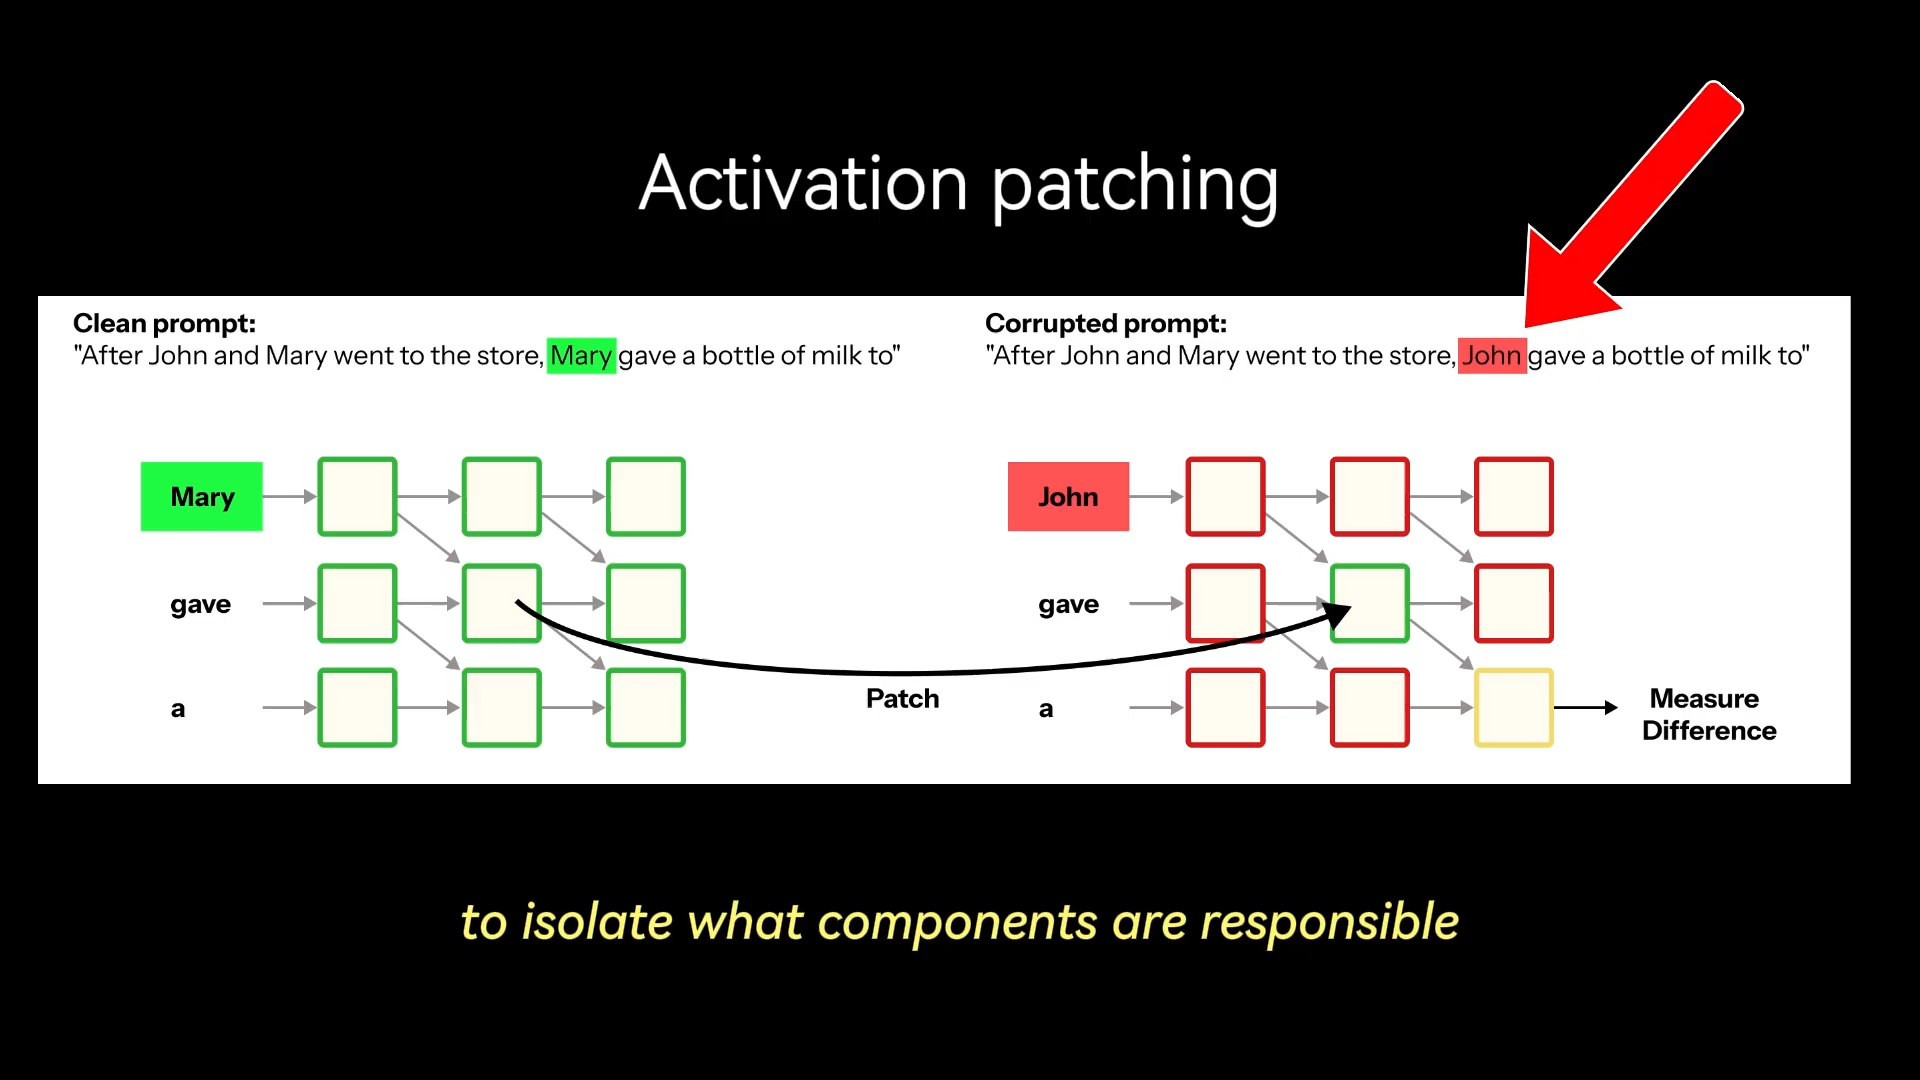 Activation patching
Clean prompt:
"After John and Mary went to the store, Mary gave a bottle of milk to"
Corrupted prompt:
"After John and Mary went to the store, John gave a bottle of milk to"
Mary
gave
a
Patch
John
gave
a
Measure
Difference
to isolate what components are responsible